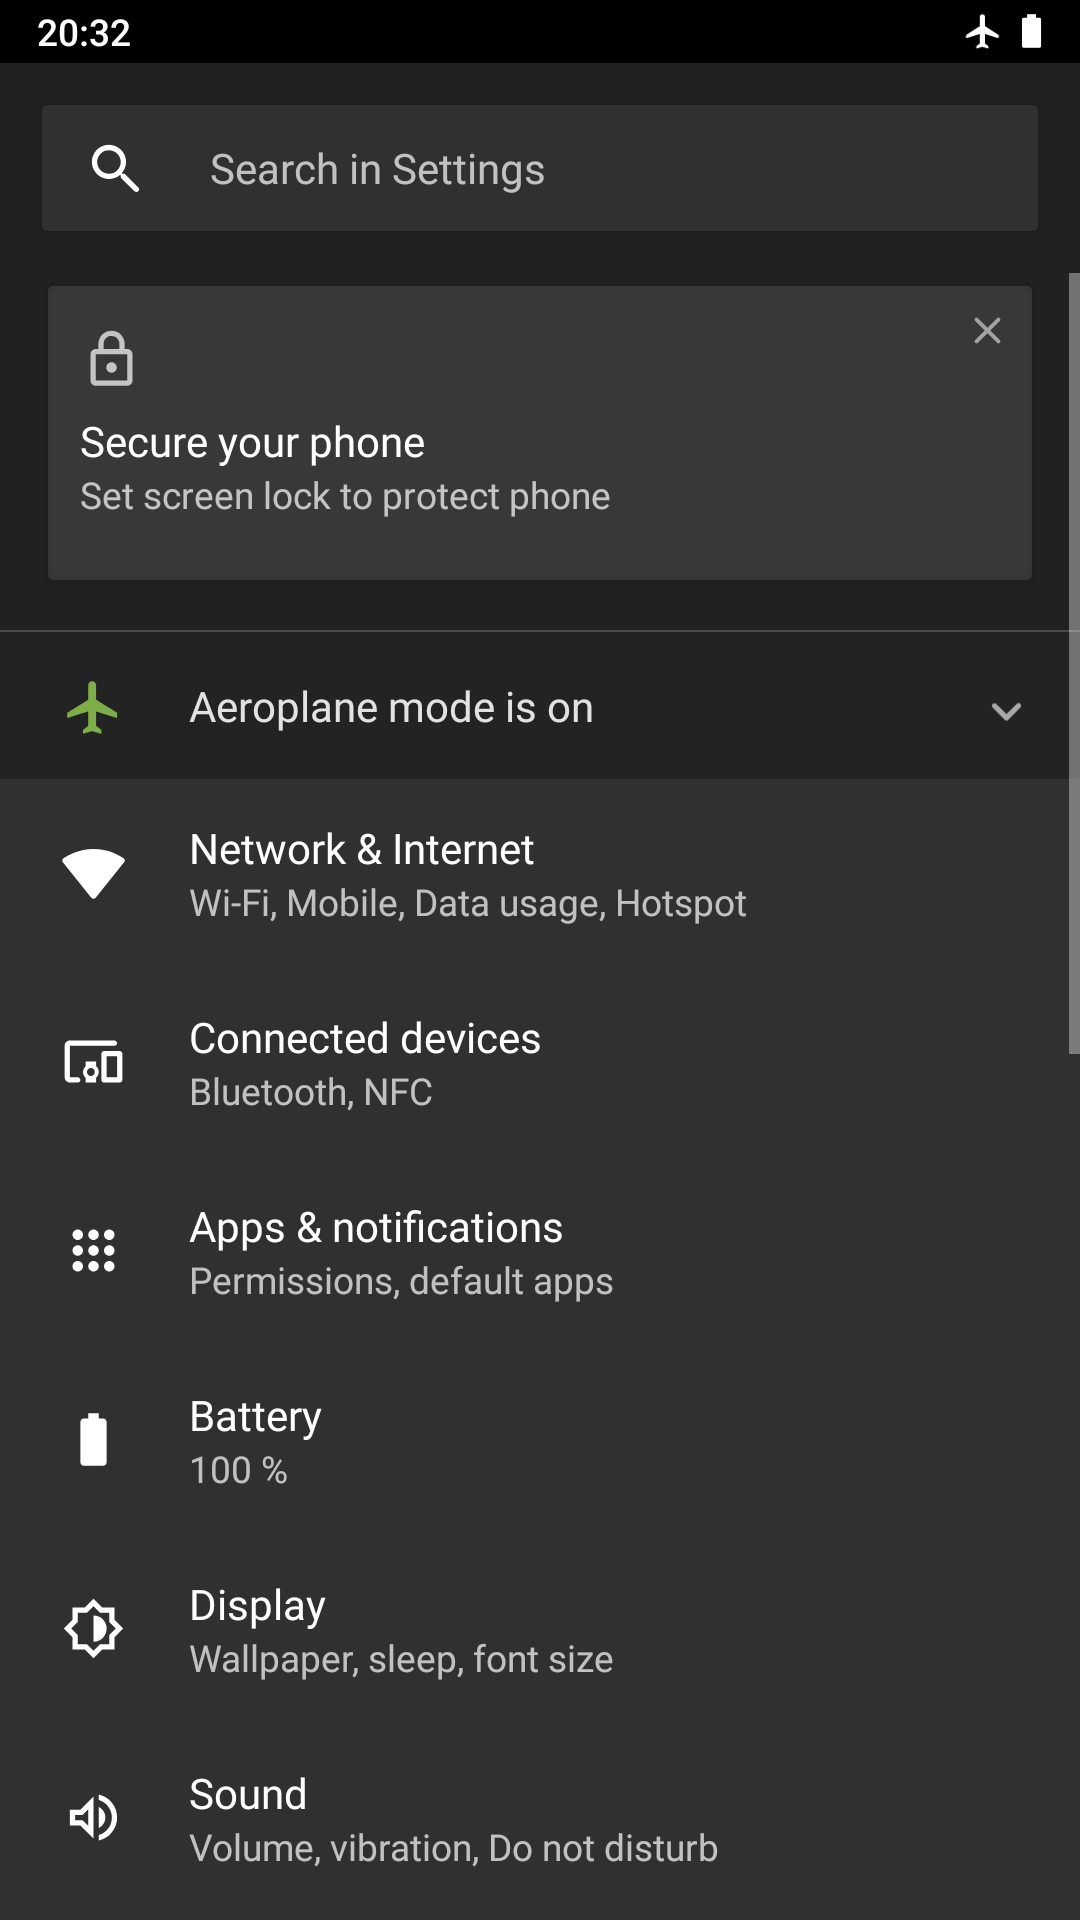 20:32
Search in Settings
Secure your phone
Set screen lock to protect phone
Aeroplane mode is on
Network & Internet
Wi-Fi, Mobile, Data usage, Hotspot
Connected devices
Bluetooth, NFC
Apps & notifications
Permissions, default apps
Battery
100 %
Display
Wallpaper, sleep, font size
Sound
Volume, vibration, Do not disturb